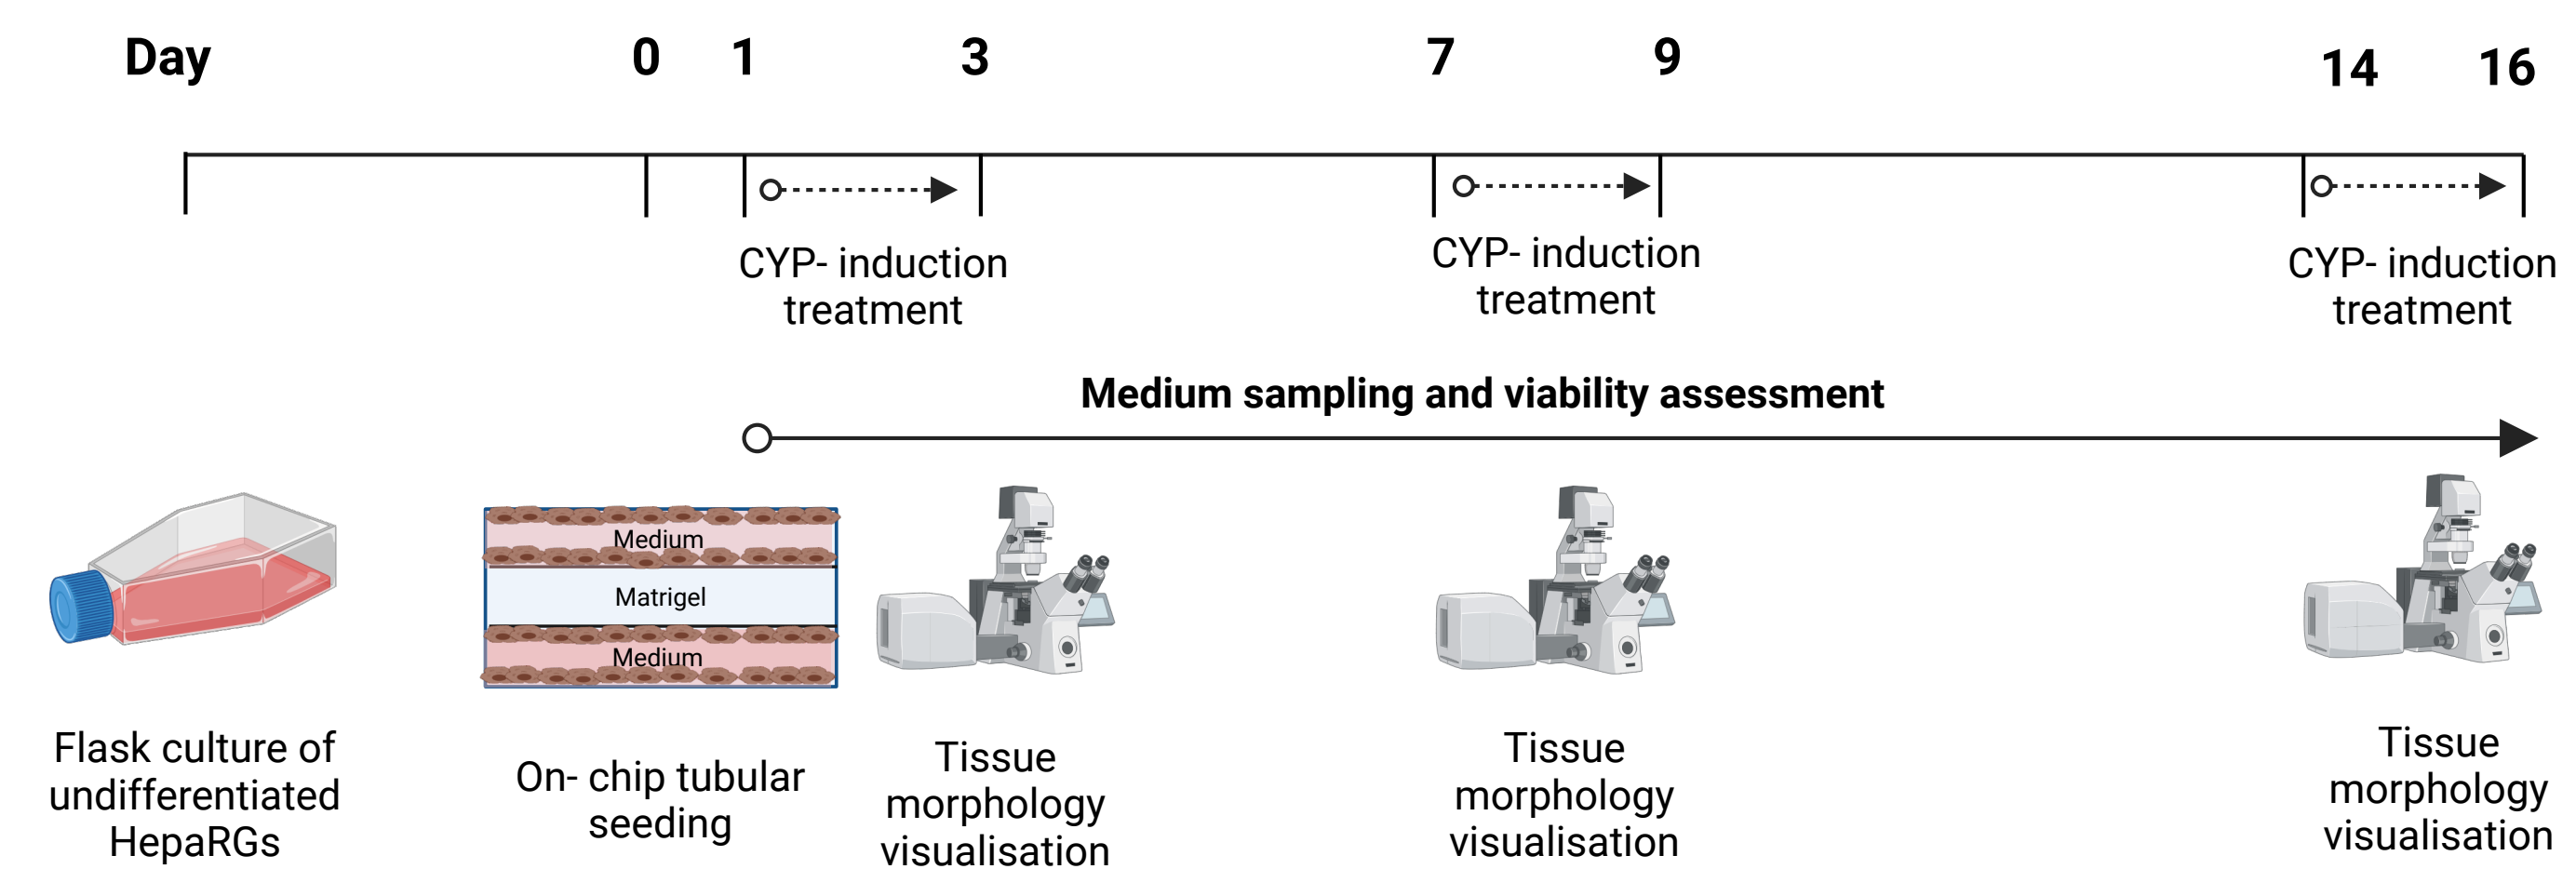 Day 0 1 3 7 9 14 16
CYP- induction
treatment
CYP- induction
treatment
CYP- induction
treatment
Medium sampling and viability assessment
Medium
Matrigel
Medium
Flask culture of
undifferentiated
HepaRGs
On- chip tubular
seeding
Tissue
morphology
visualisation
Tissue
morphology
visualisation
Tissue
morphology
visualisation